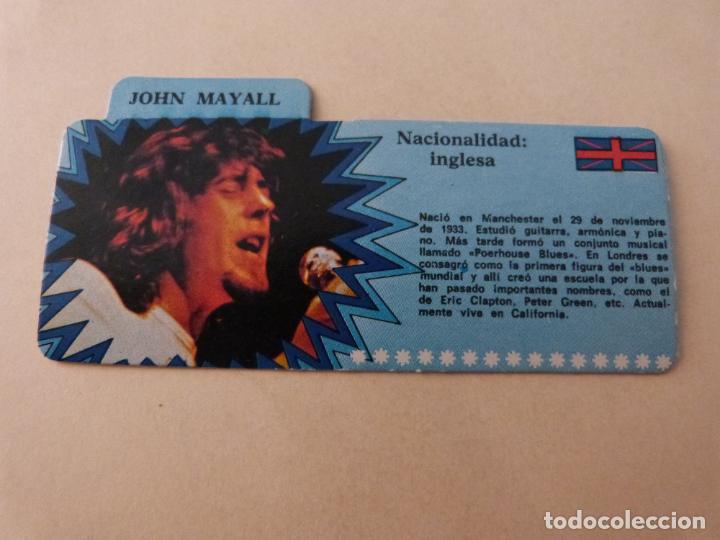 JOHN MAYALL
Nacionalidad:
inglesa
Nació en Manchester el 29 de noviembre
de 1933. Estudió guitarra, armónica y pia-
no. Más tarde formó un conjunto musical
llamado «Poerhouse Blues». En Londres se
consagró como la primera figura del «blues»
mundial y allí creó una escuela por la que
han pasado importantes nombres, como el
de Eric Clapton, Peter Green, etc. Actual-
mente vive en California.
todocoleccion